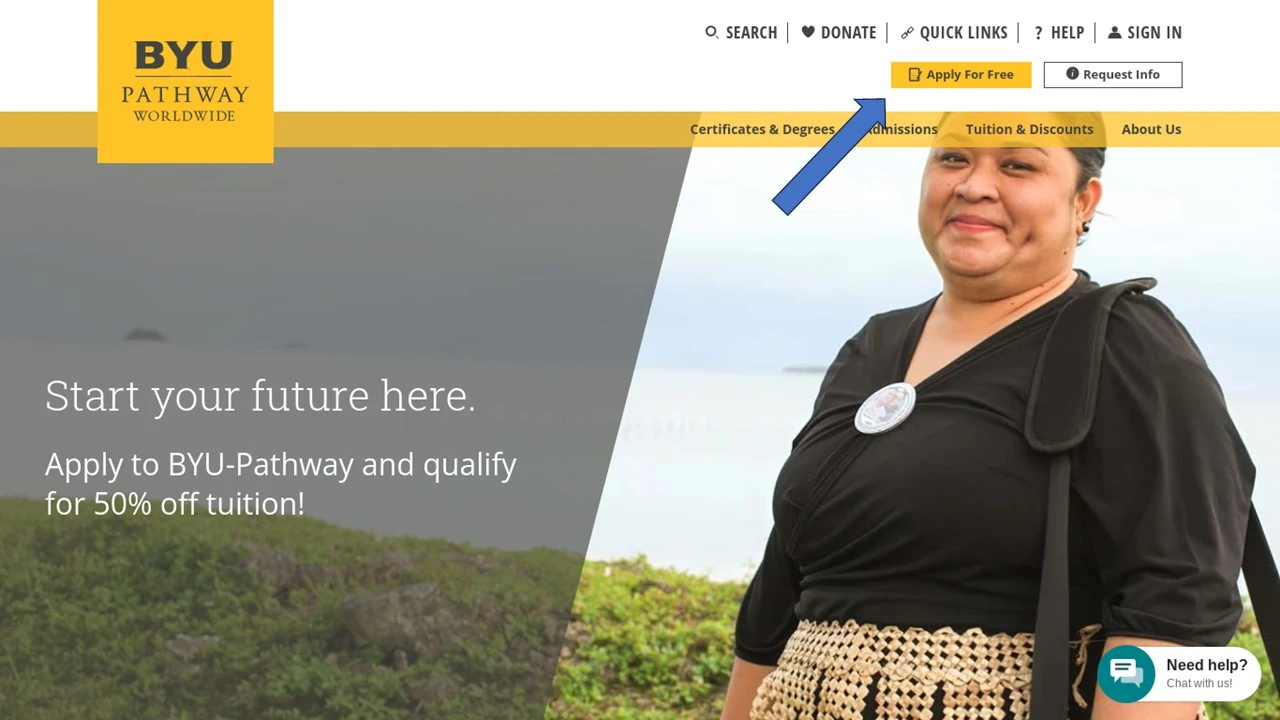 BYU
PATHWAY
WORLDWIDE
SEARCH
DONATE
QUICK LINKS
? HELP
SIGN IN
Apply For Free
Request Info
Certificates & Degrees
Admissions
Tuition & Discounts
About Us
Start your future here.
Apply to BYU-Pathway and qualify
for 50% off tuition!
Need help?
Chat with us!